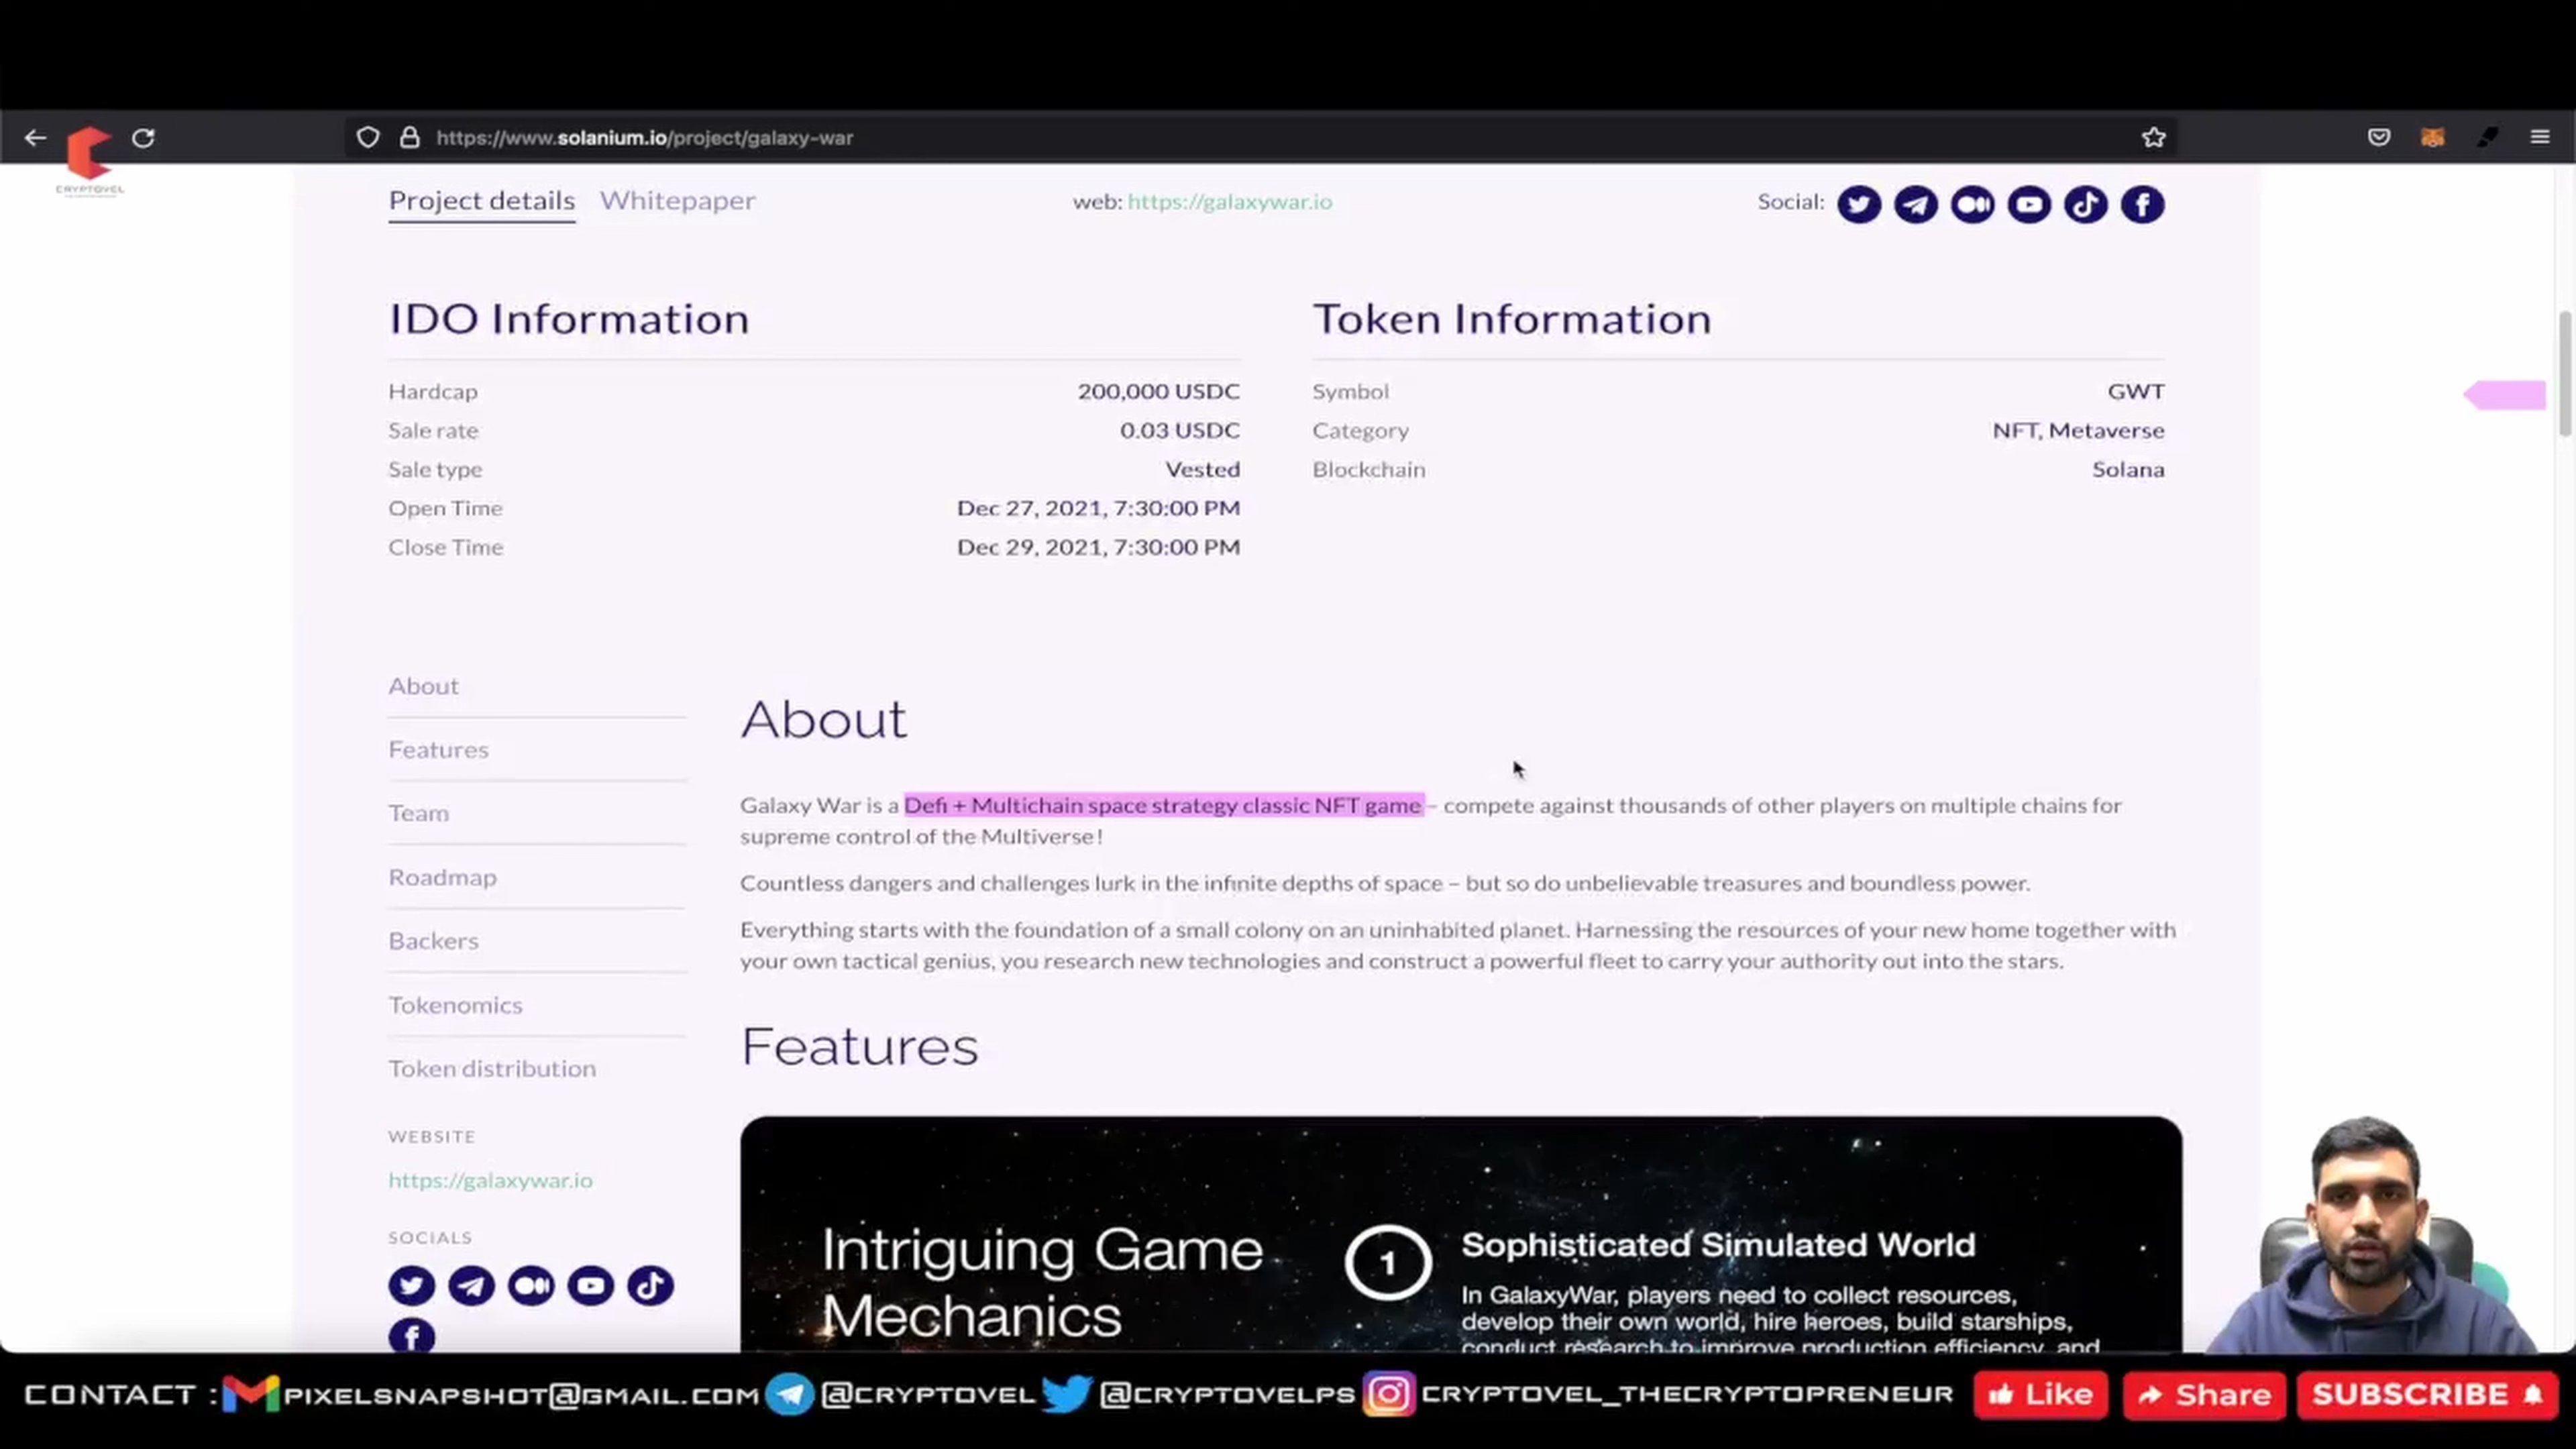 https://www.solanium.io/project/galaxy-war
CRYPTOVEL
Project details
Whitepaper
web: https://galaxywar.io
Social:
IDO Information
Hardcap 200,000 USDC
Sale rate 0.03 USDC
Sale type Vested
Open Time Dec 27, 2021, 7:30:00 PM
Close Time Dec 29, 2021, 7:30:00 PM
Token Information
Symbol GWT
Category NFT, Metaverse
Blockchain Solana
About
Features
Team
Roadmap
Backers
Tokenomics
Token distribution
WEBSITE
https://galaxywar.io
SOCIALS
About
Galaxy War is a Defi + Multichain space strategy classic NFT game – compete against thousands of other players on multiple chains for
supreme control of the Multiverse!
Countless dangers and challenges lurk in the infinite depths of space – but so do unbelievable treasures and boundless power.
Everything starts with the foundation of a small colony on an uninhabited planet. Harnessing the resources of your new home together with
your own tactical genius, you research new technologies and construct a powerful fleet to carry your authority out into the stars.
Features
Intriguing Game
Mechanics
1
Sophisticated Simulated World
In GalaxyWar, players need to collect resources,
develop their own world, hire heroes, build starships,
conduct research to improve production efficiency, and
CONTACT : PIXELSNAPSHOT@GMAIL.COM @CRYPTOVEL @CRYPTOVELPS CRYPTOVEL_THECRYPTOPRENEUR Like Share SUBSCRIBE